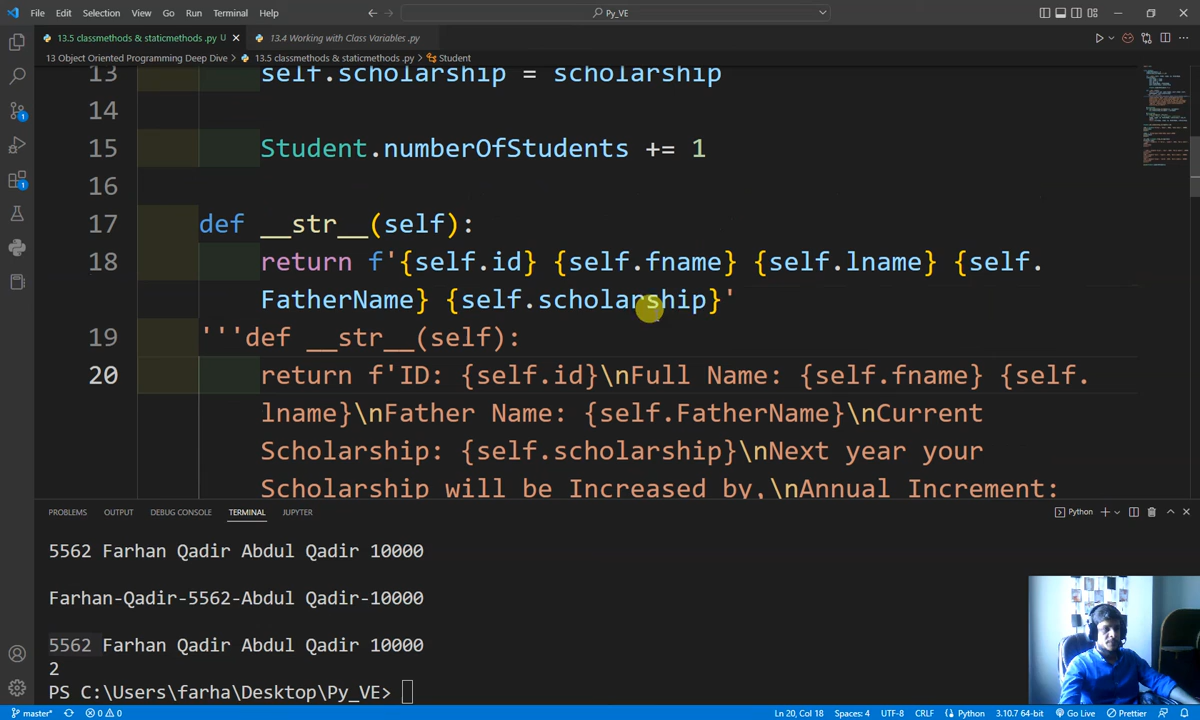 File Edit Selection View Go Run Terminal Help
Py_VE
13.5 classmethods & staticmethods .py U
13.4 Working with Class Variables .py
13 Object Oriented Programming Deep Dive > 13.5 classmethods & staticmethods .py > Student
13 self.scholarship = scholarship
14
15 Student.numberOfStudents += 1
16
17 def __str__(self):
18 return f'{self.id} {self.fname} {self.lname} {self.
FatherName} {self.scholarship}'
19 '''def __str__(self):
20 return f'ID: {self.id}\nFull Name: {self.fname} {self.
lname}\nFather Name: {self.FatherName}\nCurrent
Scholarship: {self.scholarship}\nNext year your
Scholarship will be Increased by,\nAnnual Increment:
PROBLEMS OUTPUT DEBUG CONSOLE TERMINAL JUPYTER
Python
5562 Farhan Qadir Abdul Qadir 10000
Farhan-Qadir-5562-Abdul Qadir-10000
5562 Farhan Qadir Abdul Qadir 10000
2
PS C:\Users\farha\Desktop\Py_VE>
master* 0 0 Ln 20, Col 18 Spaces: 4 UTF-8 CRLF Python 3.10.7 64-bit Go Live Prettier